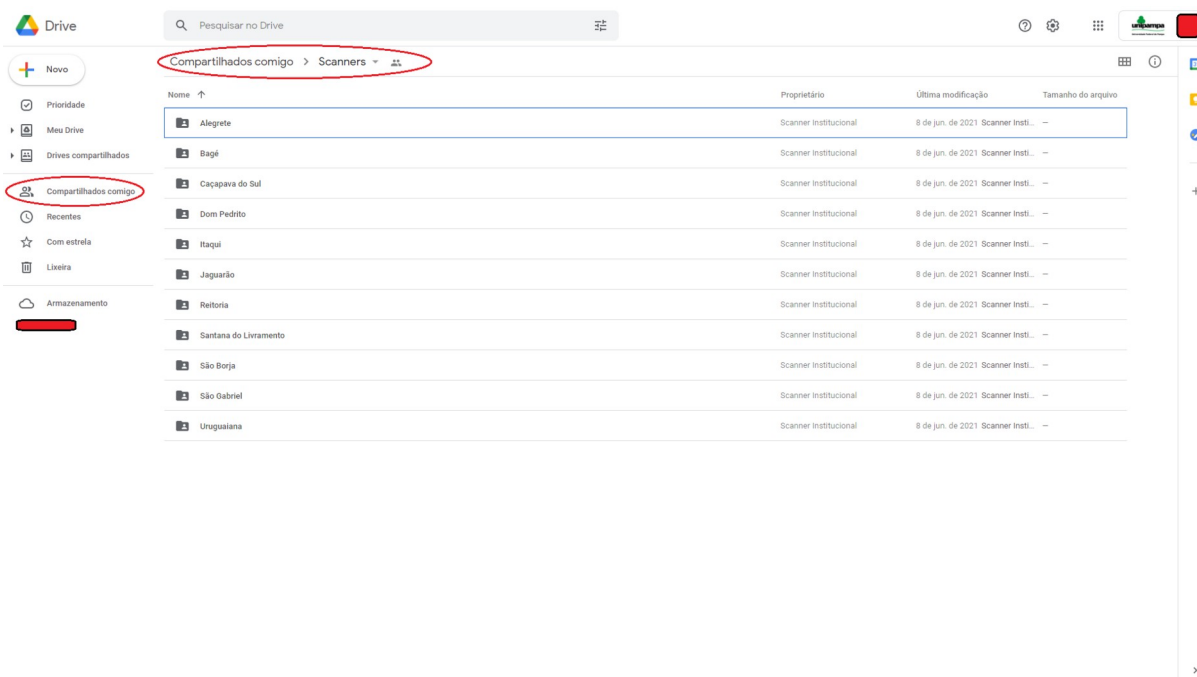 Drive
Pesquisar no Drive
unipampa
Novo
Compartilhados comigo > Scanners
Prioridade
Meu Drive
Drives compartilhados
Compartilhados comigo
Recentes
Com estrela
Lixeira
Armazenamento
Nome Proprietário Última modificação Tamanho do arquivo
Alegrete Scanner Institucional 8 de jun. de 2021 Scanner Insti... —
Bagé Scanner Institucional 8 de jun. de 2021 Scanner Insti... —
Caçapava do Sul Scanner Institucional 8 de jun. de 2021 Scanner Insti... —
Dom Pedrito Scanner Institucional 8 de jun. de 2021 Scanner Insti... —
Itaqui Scanner Institucional 8 de jun. de 2021 Scanner Insti... —
Jaguarão Scanner Institucional 8 de jun. de 2021 Scanner Insti... —
Reitoria Scanner Institucional 8 de jun. de 2021 Scanner Insti... —
Santana do Livramento Scanner Institucional 8 de jun. de 2021 Scanner Insti... —
São Borja Scanner Institucional 8 de jun. de 2021 Scanner Insti... —
São Gabriel Scanner Institucional 8 de jun. de 2021 Scanner Insti... —
Uruguaiana Scanner Institucional 8 de jun. de 2021 Scanner Insti... —